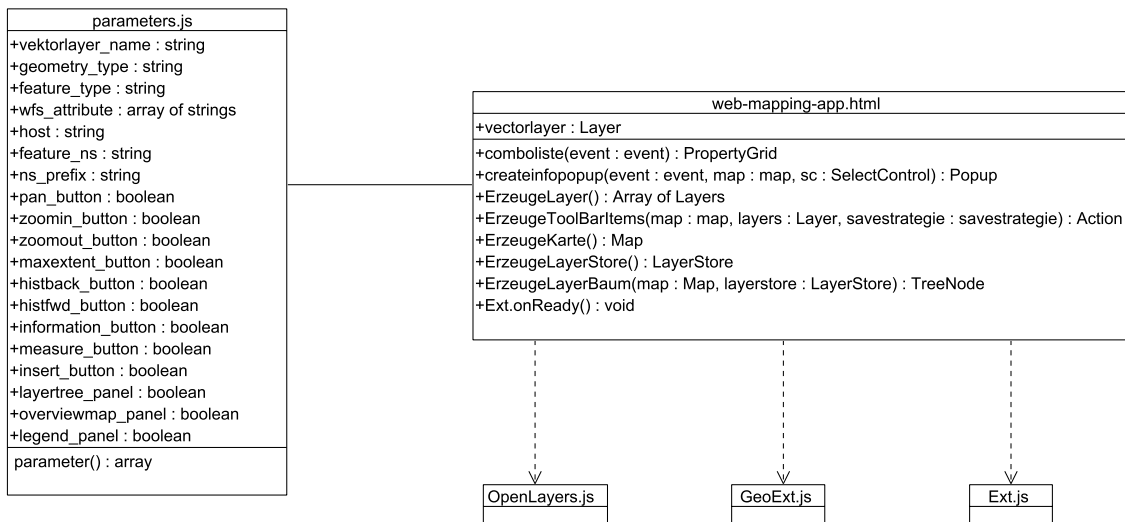 parameters.js
+vektorlayer_name : string
+geometry_type : string
+feature_type : string
+wfs_attribute : array of strings
+host : string
+feature_ns : string
+ns_prefix : string
+pan_button : boolean
+zoomin_button : boolean
+zoomout_button : boolean
+maxextent_button : boolean
+histback_button : boolean
+histfwd_button : boolean
+information_button : boolean
+measure_button : boolean
+insert_button : boolean
+layertree_panel : boolean
+overviewmap_panel : boolean
+legend_panel : boolean
parameter() : array
web-mapping-app.html
+vectorlayer : Layer
+comboliste(event : event) : PropertyGrid
+createinfopopup(event : event, map : map, sc : SelectControl) : Popup
+ErzeugeLayer() : Array of Layers
+ErzeugeToolBarItems(map : map, layers : Layer, savestrategie : savestrategie) : Action
+ErzeugeKarte() : Map
+ErzeugeLayerStore() : LayerStore
+ErzeugeLayerBaum(map : Map, layerstore : LayerStore) : TreeNode
+Ext.onReady() : void
OpenLayers.js
GeoExt.js
Ext.js